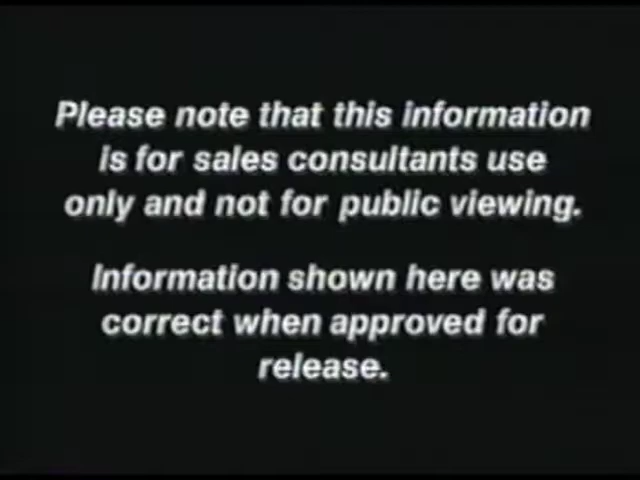 Please note that this information
is for sales consultants use
only and not for public viewing.
Information shown here was
correct when approved for
release.